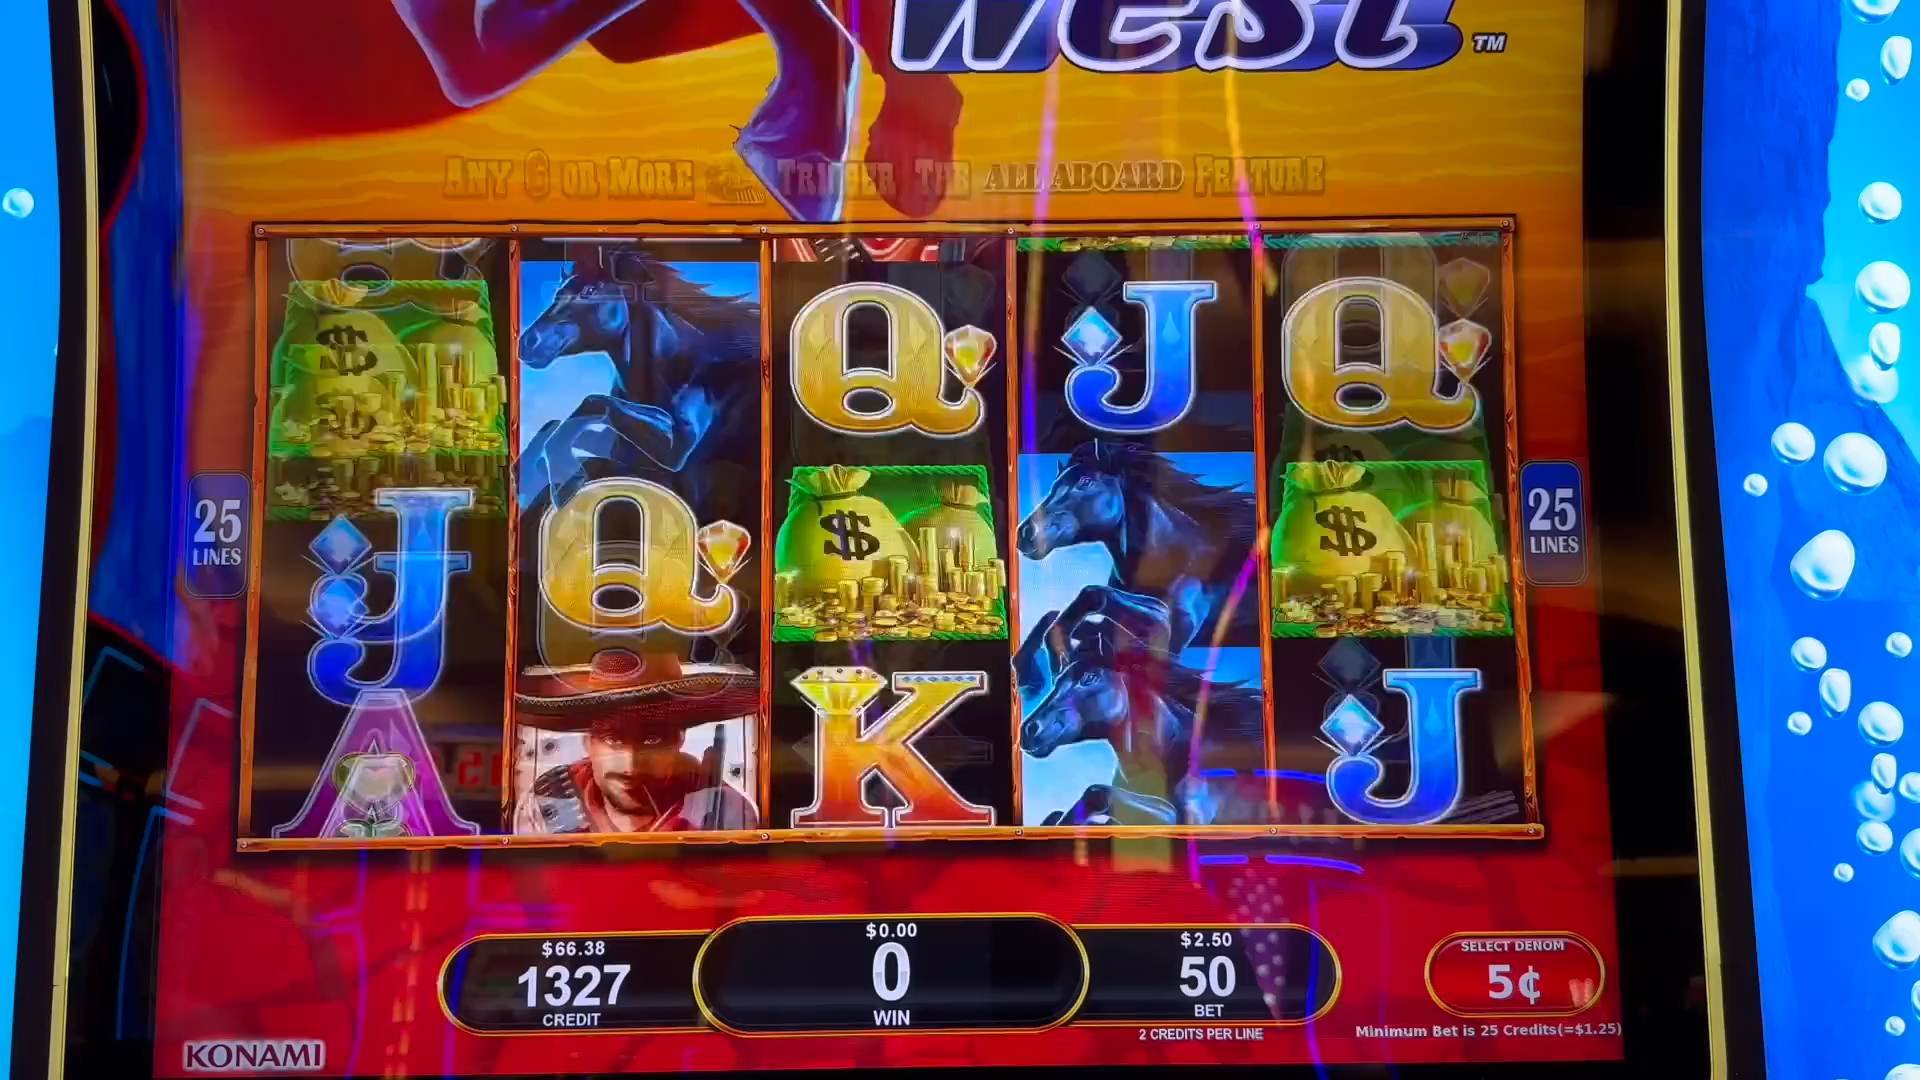 West™
ANY 6 OR MORE TRIGGER THE ALL ABOARD FEATURE
Q J Q
25 LINES
J Q $ $
25 LINES
A K J
$66.38
1327
CREDIT
$0.00
0
WIN
$2.50
50
BET
2 CREDITS PER LINE
SELECT DENOM
5¢
Minimum Bet is 25 Credits(=$1.25)
KONAMI